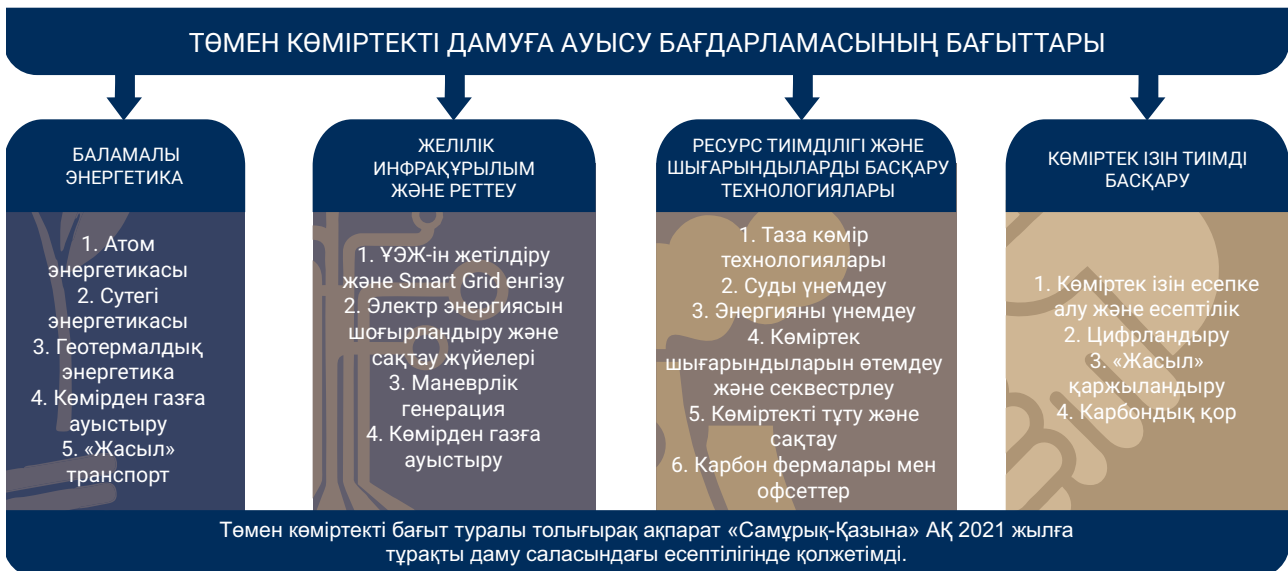 ТӨМЕН КӨМІРТЕКТІ ДАМУҒА АУЫСУ БАҒДАРЛАМАСЫНЫҢ БАҒЫТТАРЫ
БАЛАМАЛЫ
ЭНЕРГЕТИКА
1. Атом
энергетикасы
2. Сутегі
энергетикасы
3. Геотермалдық
энергетика
4. Көмірден газға
ауыстыру
5. «Жасыл»
транспорт
ЖЕЛІЛІК
ИНФРАҚҰРЫЛЫМ
ЖӘНЕ РЕТТЕУ
1. ҰЭЖ-ін жетілдіру
және Smart Grid енгізу
2. Электр энергиясын
шоғырландыру және
сақтау жүйелері
3. Маневрлік
генерация
4. Көмірден газға
ауыстыру
РЕСУРС ТИІМДІЛІГІ ЖӘНЕ
ШЫҒАРЫНДЫЛАРДЫ БАСҚАРУ
ТЕХНОЛОГИЯЛАРЫ
1. Таза көмір
технологиялары
2. Суды үнемдеу
3. Энергияны үнемдеу
4. Көміртек
шығарындыларын өтемдеу
және секвестрлеу
5. Көміртекті тұту және
сақтау
6. Карбон фермалары мен
офсеттер
КӨМІРТЕК ІЗІН ТИІМДІ
БАСҚАРУ
1. Көміртек ізін есепке
алу және есептілік
2. Цифрландыру
3. «Жасыл»
қаржыландыру
4. Карбондық қор
Төмен көміртекті бағыт туралы толығырақ ақпарат «Самұрық-Қазына» АҚ 2021 жылға
тұрақты даму саласындағы есептілігінде қолжетімді.